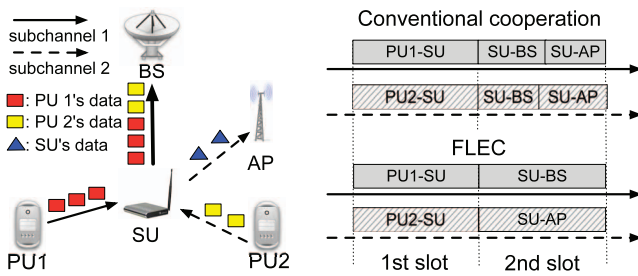 subchannel 1
subchannel 2
BS
: PU 1's data
: PU 2's data
: SU's data
AP
SU
PU1
PU2
Conventional cooperation
PU1-SU SU-BS SU-AP
PU2-SU SU-BS SU-AP
FLEC
PU1-SU SU-BS
PU2-SU SU-AP
1st slot 2nd slot